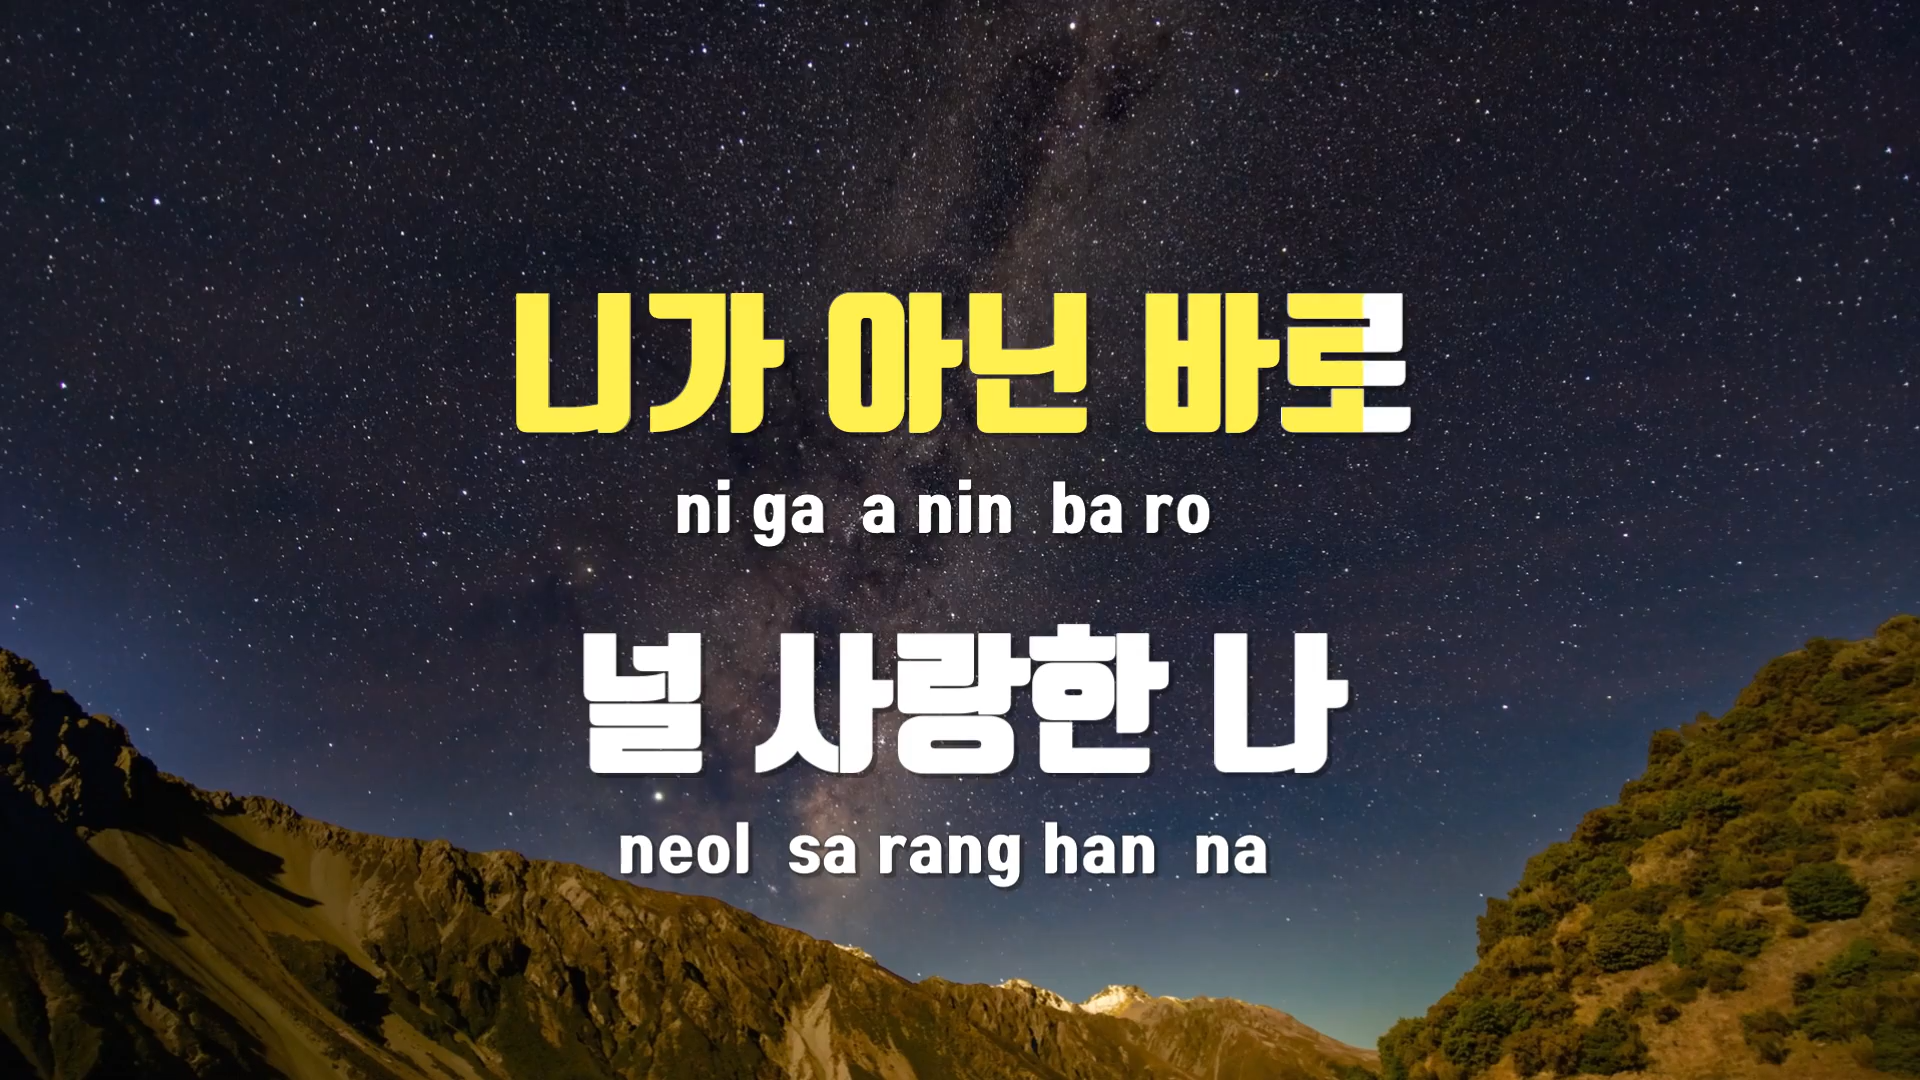 니가 아닌 바로
ni ga a nin ba ro
널 사랑한 나
neol sa rang han na